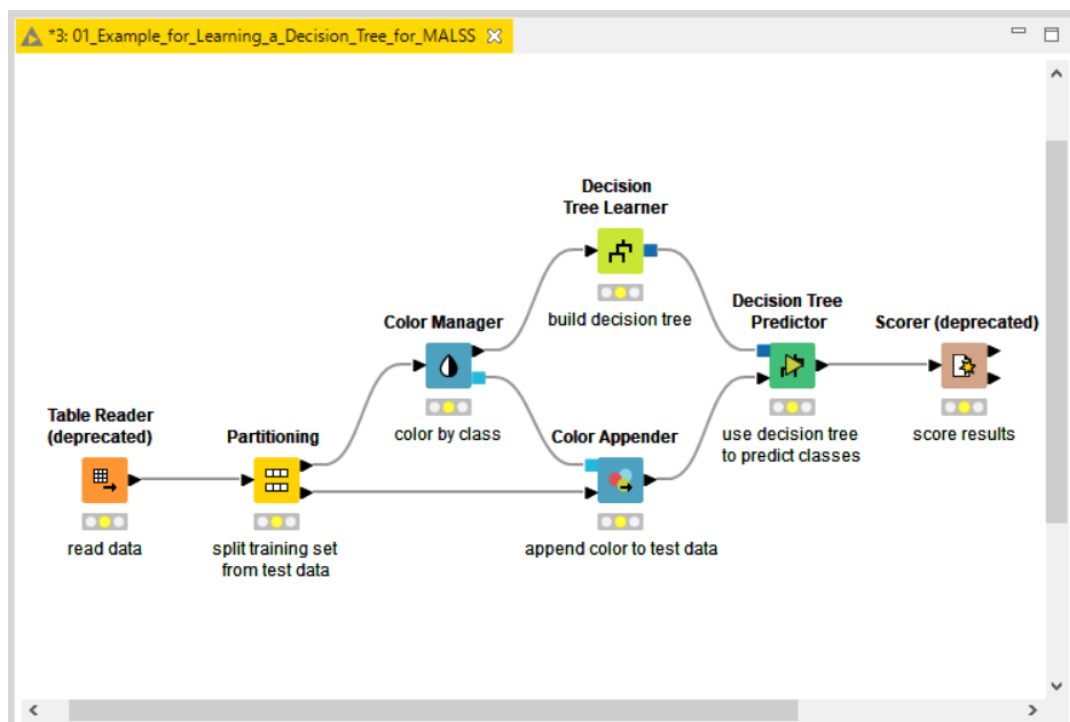 *3: 01_Example_for_Learning_a_Decision_Tree_for_MALSS
Decision
Tree Learner
build decision tree
Color Manager
color by class
Decision Tree
Predictor
use decision tree
to predict classes
Scorer (deprecated)
score results
Table Reader
(deprecated)
read data
Partitioning
split training set
from test data
Color Appender
append color to test data